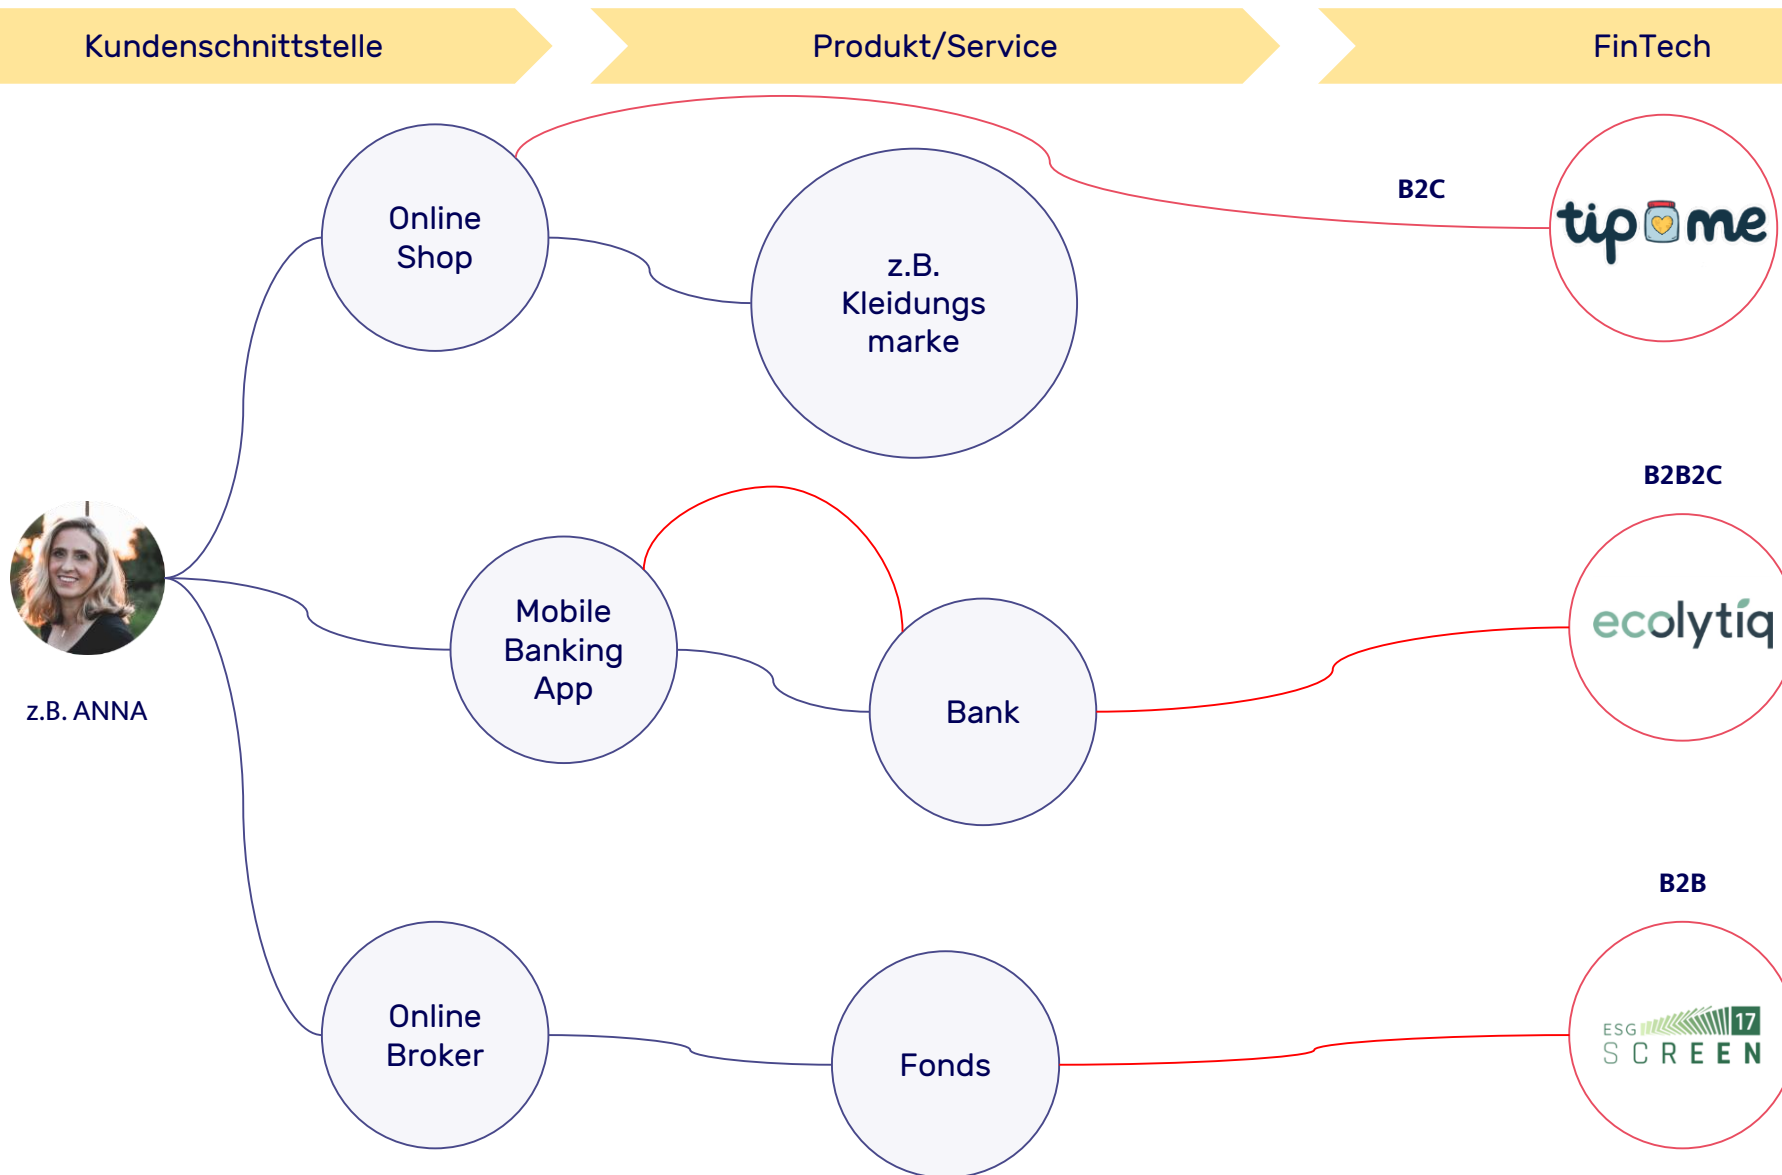 Kundenschnittstelle
Produkt/Service
FinTech
Online
Shop
z.B.
Kleidungs
marke
B2C
tip me
z.B. ANNA
Mobile
Banking
App
Bank
B2B2C
ecolytiq
Online
Broker
Fonds
B2B
ESG 17
SCREEN